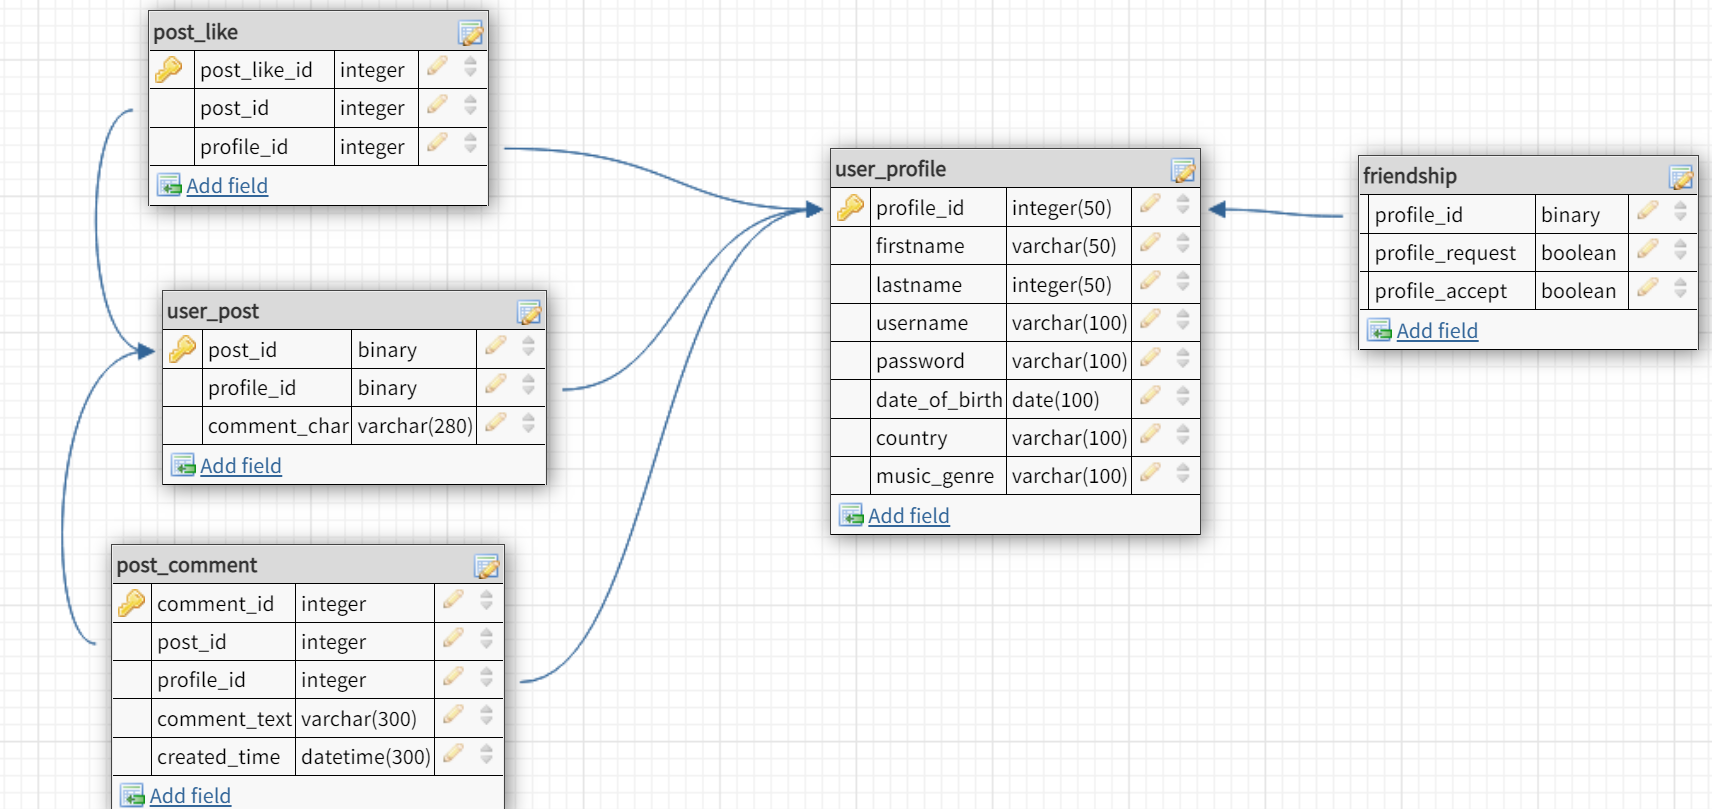 post_like
post_like_id integer
post_id integer
profile_id integer
Add field
user_post
post_id binary
profile_id binary
comment_char varchar(280)
Add field
post_comment
comment_id integer
post_id integer
profile_id integer
comment_text varchar(300)
created_time datetime(300)
Add field
user_profile
profile_id integer(50)
firstname varchar(50)
lastname integer(50)
username varchar(100)
password varchar(100)
date_of_birth date(100)
country varchar(100)
music_genre varchar(100)
Add field
friendship
profile_id binary
profile_request boolean
profile_accept boolean
Add field